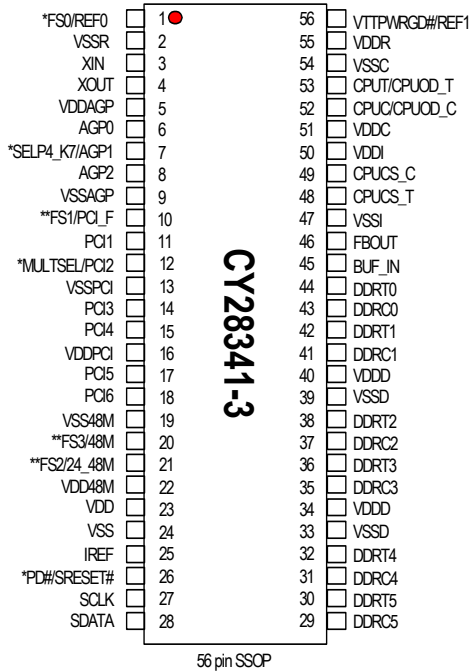 *FS0/REF0 1 56 VTTPWRGD#/REF1
VSSR 2 55 VDDR
XIN 3 54 VSSC
XOUT 4 53 CPUT/CPUOD_T
VDDAGP 5 52 CPUC/CPUOD_C
AGP0 6 51 VDDC
*SELP4_K7/AGP1 7 50 VDDI
AGP2 8 49 CPUCS_C
VSSAGP 9 48 CPUCS_T
**FS1/PCI_F 10 47 VSSI
PCI1 11 46 FBOUT
*MULTSEL/PCI2 12 45 BUF_IN
VSSPCI 13 44 DDRT0
PCI3 14 43 DDRC0
PCI4 15 42 DDRT1
VDDPCI 16 41 DDRC1
PCI5 17 40 VDDD
PCI6 18 39 VSSD
VSS48M 19 38 DDRT2
**FS3/48M 20 37 DDRC2
**FS2/24_48M 21 36 DDRT3
VDD48M 22 35 DDRC3
VDD 23 34 VDDD
VSS 24 33 VSSD
IREF 25 32 DDRT4
*PD#/SRESET# 26 31 DDRC4
SCLK 27 30 DDRT5
SDATA 28 29 DDRC5
CY28341-3
56 pin SSOP